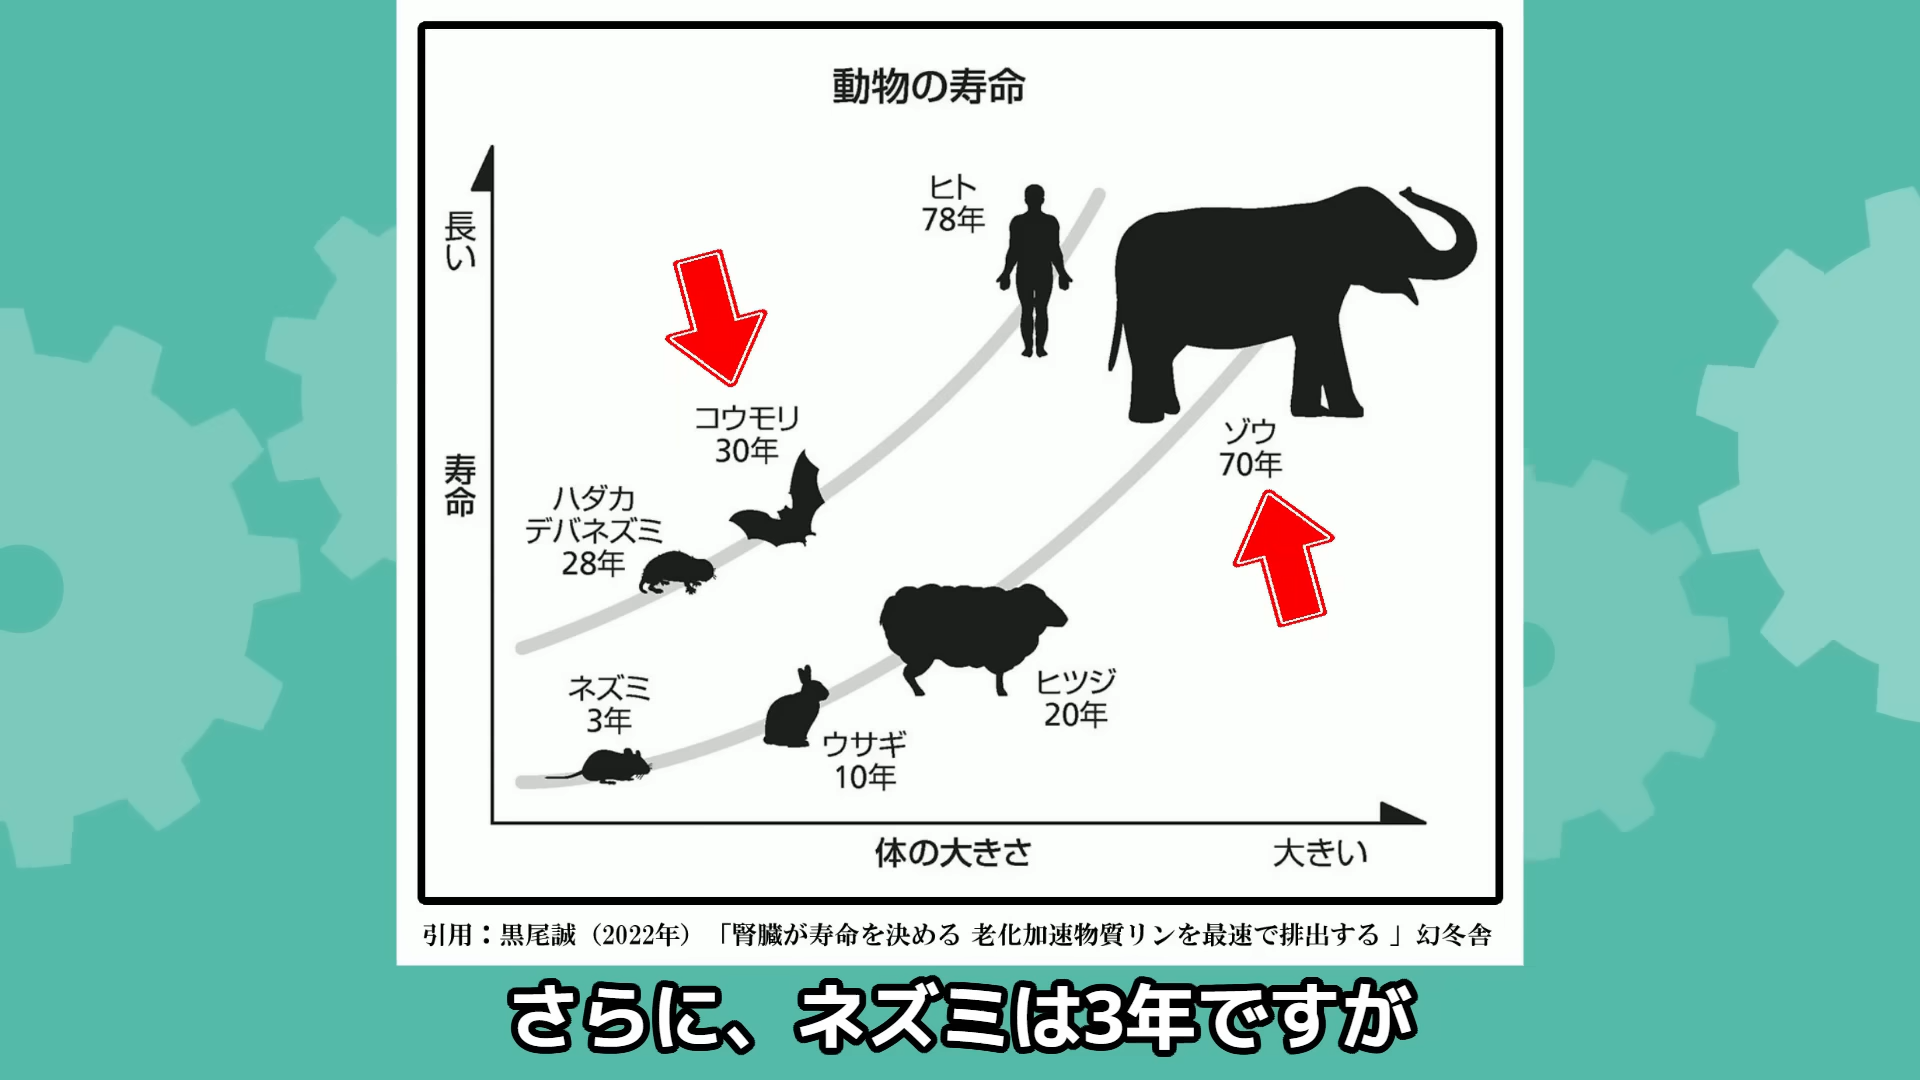 動物の寿命
長い
寿命
ヒト
78年
コウモリ
30年
ハダカ
デバネズミ
28年
ゾウ
70年
ネズミ
3年
ウサギ
10年
ヒツジ
20年
体の大きさ
大きい
引用：黒尾誠（2022年）「腎臓が寿命を決める 老化加速物質リンを最速で排出する 」幻冬舎
さらに、ネズミは3年ですが